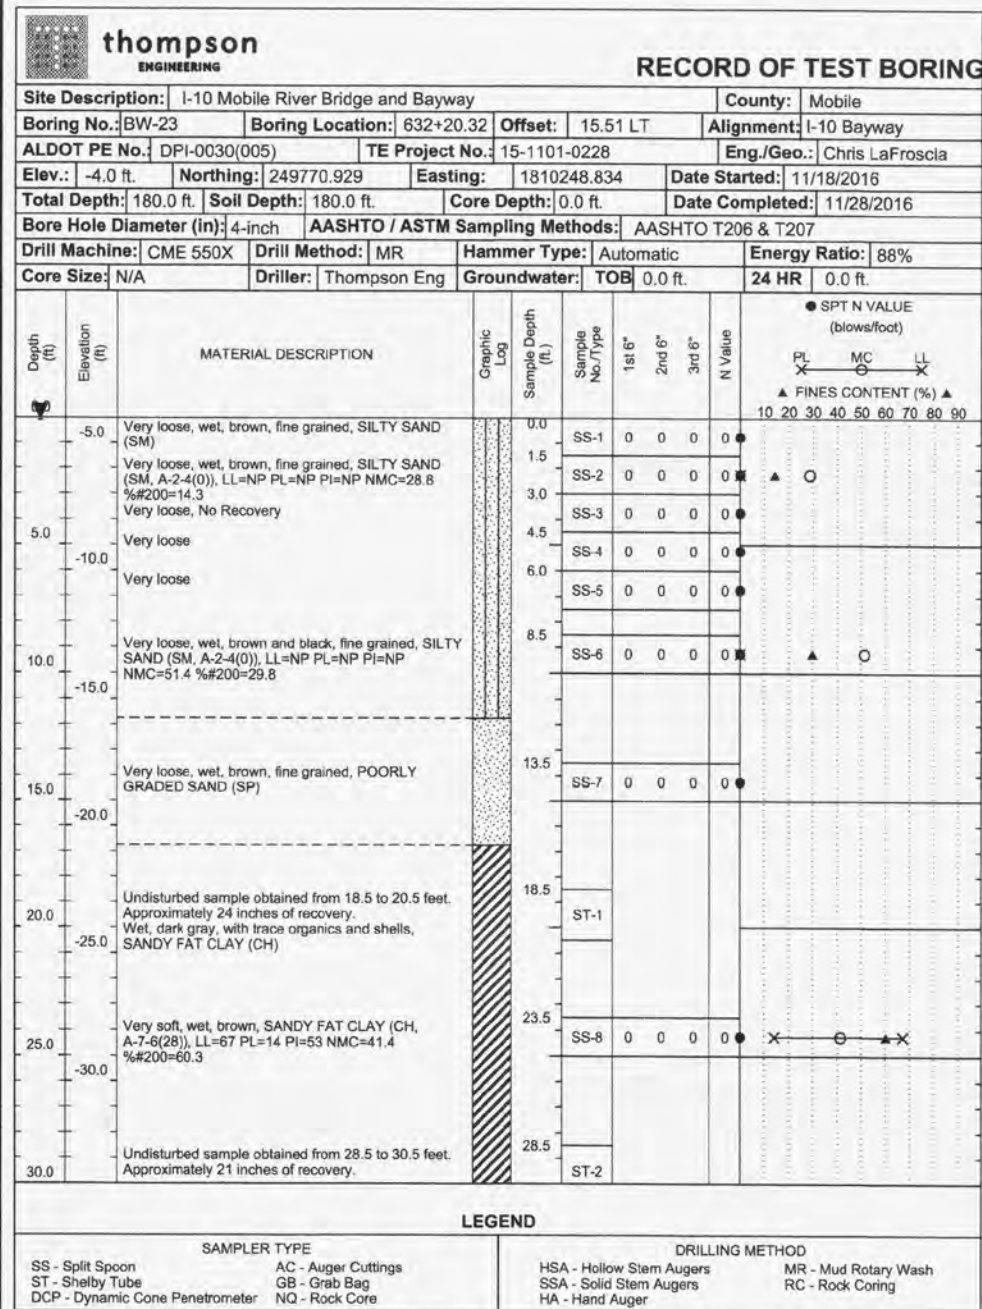 thompson
ENGINEERING
RECORD OF TEST BORING
Site Description: I-10 Mobile River Bridge and Bayway County: Mobile
Boring No.: BW-23 Boring Location: 632+20.32 Offset: 15.51 LT Alignment: I-10 Bayway
ALDOT PE No. DPI-0030(005) TE Project No.: 15-1101-0228 Eng./Geo.: Chris LaFroscia
Elev.: -4.0 ft. Northing: 249770.929 Easting: 1810248.834 Date Started: 11/18/2016
Total Depth: 180.0 ft. Soil Depth: 180.0 ft. Core Depth: 0.0 ft. Date Completed: 11/28/2016
Bore Hole Diameter (in): 4-inch AASHTO / ASTM Sampling Methods: AASHTO T206 & T207
Drill Machine: CME 550X Drill Method: MR Hammer Type: Automatic Energy Ratio: 88%
Core Size: N/A Driller: Thompson Eng Groundwater: TOB 0.0 ft. 24 HR 0.0 ft.
Depth (ft) Elevation (ft) MATERIAL DESCRIPTION Graphic Log Sample Depth (ft.) Sample No./Type 1st 6" 2nd 6" 3rd 6" N Value
● SPT N VALUE
(blows/foot)
PL MC LL
▲ FINES CONTENT (%) ▲
10 20 30 40 50 60 70 80 90
0.0
-5.0 Very loose, wet, brown, fine grained, SILTY SAND
(SM)
SS-1 0 0 0 0
1.5
Very loose, wet, brown, fine grained, SILTY SAND
(SM, A-2-4(0)), LL=NP PL=NP PI=NP NMC=28.8
%#200=14.3
SS-2 0 0 0 0
3.0
Very loose, No Recovery
SS-3 0 0 0 0
5.0 4.5
Very loose
-10.0 SS-4 0 0 0 0
6.0
Very loose
SS-5 0 0 0 0
8.5
Very loose, wet, brown and black, fine grained, SILTY
10.0 SAND (SM, A-2-4(0)), LL=NP PL=NP PI=NP
NMC=51.4 %#200=29.8
SS-6 0 0 0 0
-15.0
13.5
Very loose, wet, brown, fine grained, POORLY
15.0 GRADED SAND (SP)
SS-7 0 0 0 0
-20.0
18.5
Undisturbed sample obtained from 18.5 to 20.5 feet.
20.0 Approximately 24 inches of recovery.
ST-1
Wet, dark gray, with trace organics and shells,
-25.0 SANDY FAT CLAY (CH)
23.5
Very soft, wet, brown, SANDY FAT CLAY (CH,
25.0 A-7-6(28)), LL=67 PL=14 PI=53 NMC=41.4
%#200=60.3
SS-8 0 0 0 0
-30.0
28.5
Undisturbed sample obtained from 28.5 to 30.5 feet.
30.0 Approximately 21 inches of recovery.
ST-2
LEGEND
SAMPLER TYPE DRILLING METHOD
SS - Split Spoon AC - Auger Cuttings HSA - Hollow Stem Augers MR - Mud Rotary Wash
ST - Shelby Tube GB - Grab Bag SSA - Solid Stem Augers RC - Rock Coring
DCP - Dynamic Cone Penetrometer NQ - Rock Core HA - Hand Auger